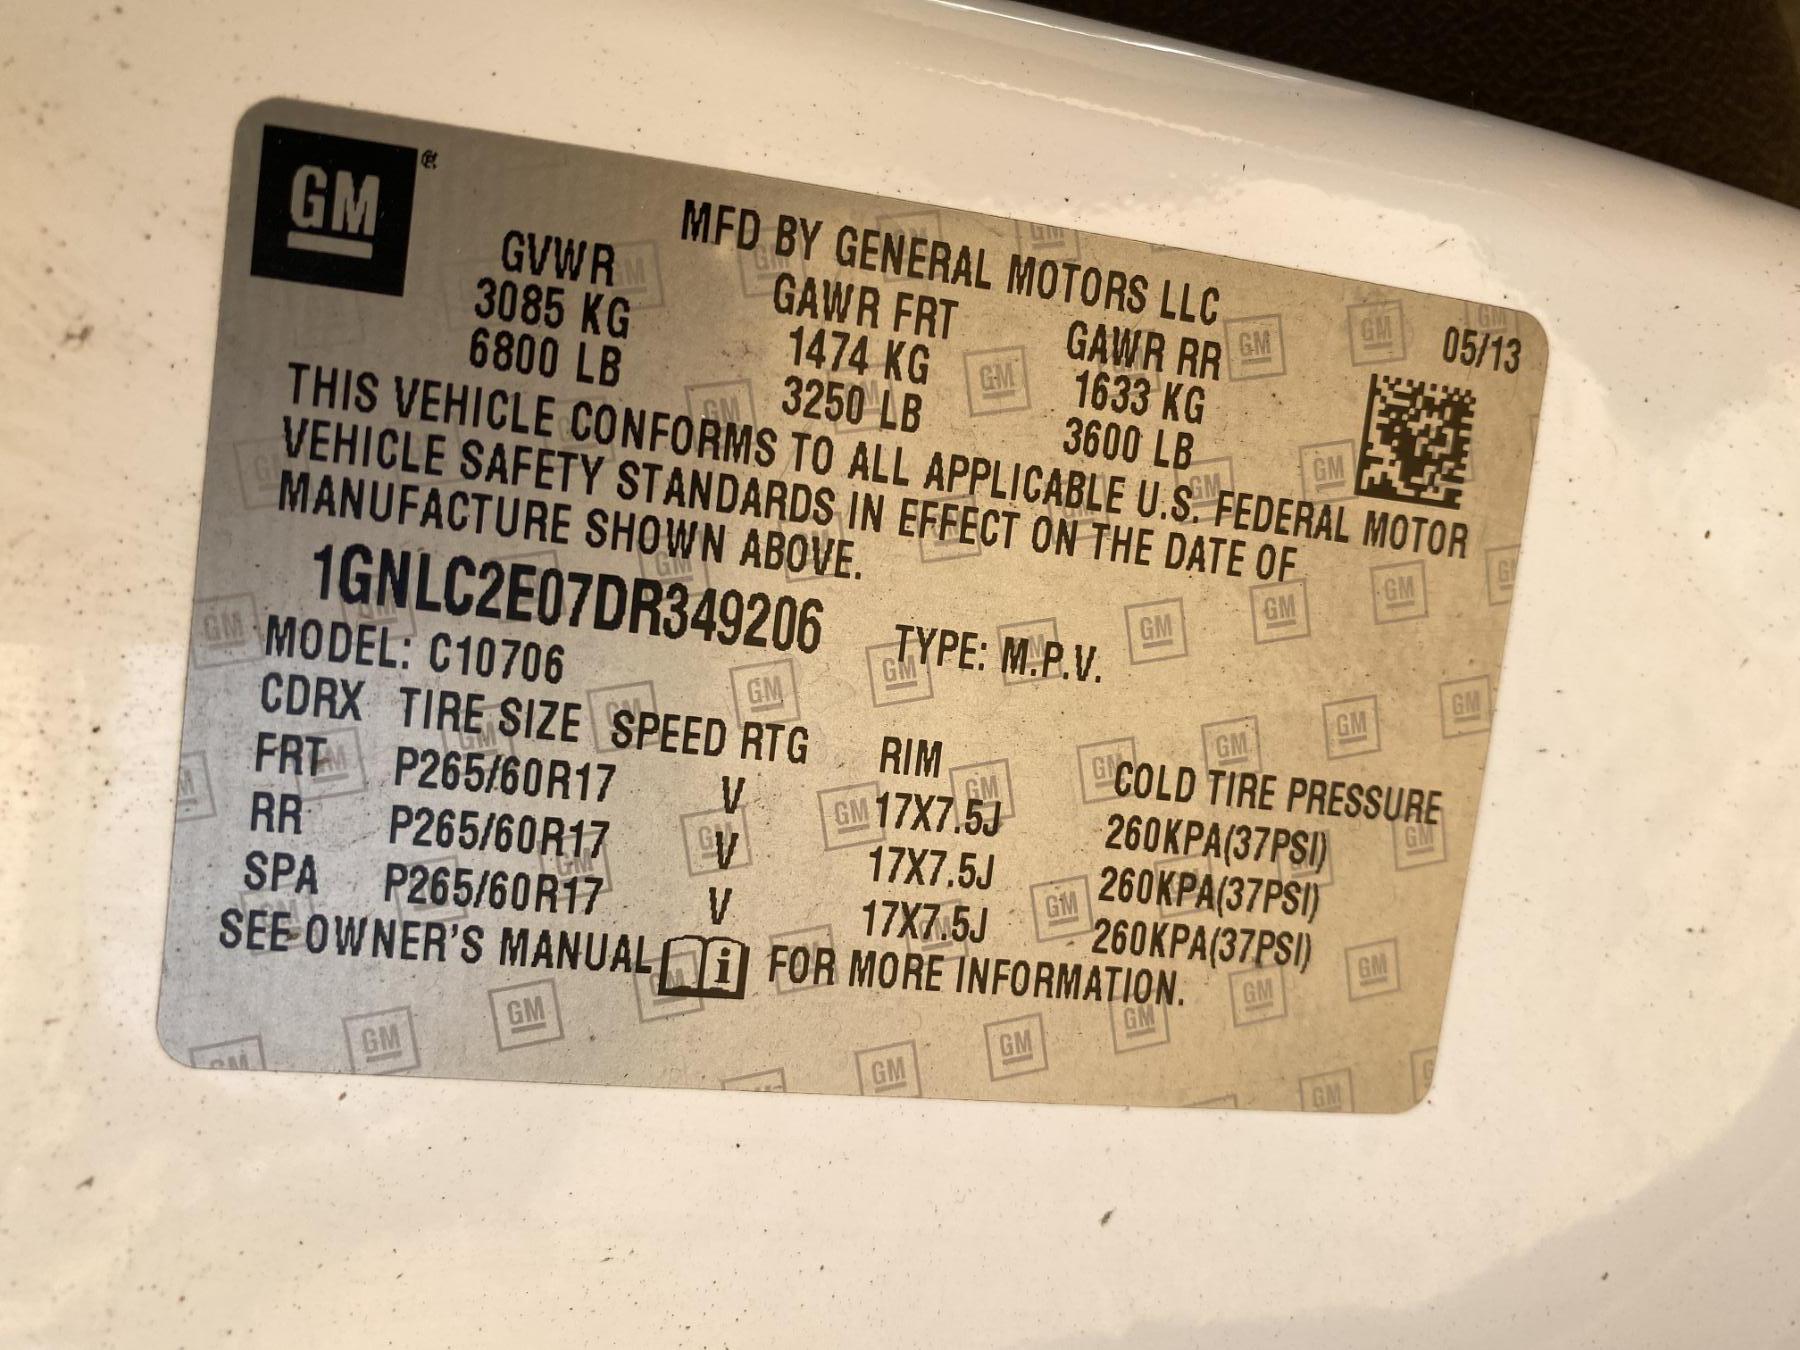 GM
MFD BY GENERAL MOTORS LLC
05/13
GVWR GAWR FRT GAWR RR
3085 KG 1474 KG 1633 KG
6800 LB 3250 LB 3600 LB
THIS VEHICLE CONFORMS TO ALL APPLICABLE U.S. FEDERAL MOTOR
VEHICLE SAFETY STANDARDS IN EFFECT ON THE DATE OF
MANUFACTURE SHOWN ABOVE.
1GNLC2E07DR349206 TYPE: M.P.V.
MODEL: C10706
CDRX TIRE SIZE SPEED RTG RIM COLD TIRE PRESSURE
FRT P265/60R17 V 17X7.5J 260KPA(37PSI)
RR P265/60R17 V 17X7.5J 260KPA(37PSI)
SPA P265/60R17 V 17X7.5J 260KPA(37PSI)
SEE OWNER'S MANUAL i FOR MORE INFORMATION.